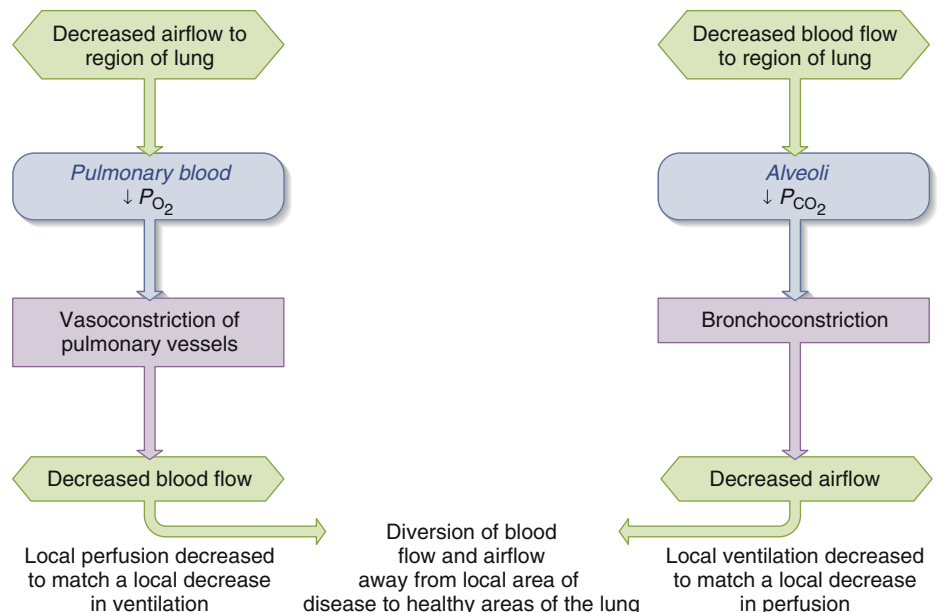 Decreased airflow to
region of lung
Pulmonary blood
↓ PO₂
Vasoconstriction of
pulmonary vessels
Decreased blood flow
Local perfusion decreased
to match a local decrease
in ventilation
Decreased blood flow
to region of lung
Alveoli
↓ PCO₂
Bronchoconstriction
Decreased airflow
Local ventilation decreased
to match a local decrease
in perfusion
Diversion of blood
flow and airflow
away from local area of
disease to healthy areas of the lung